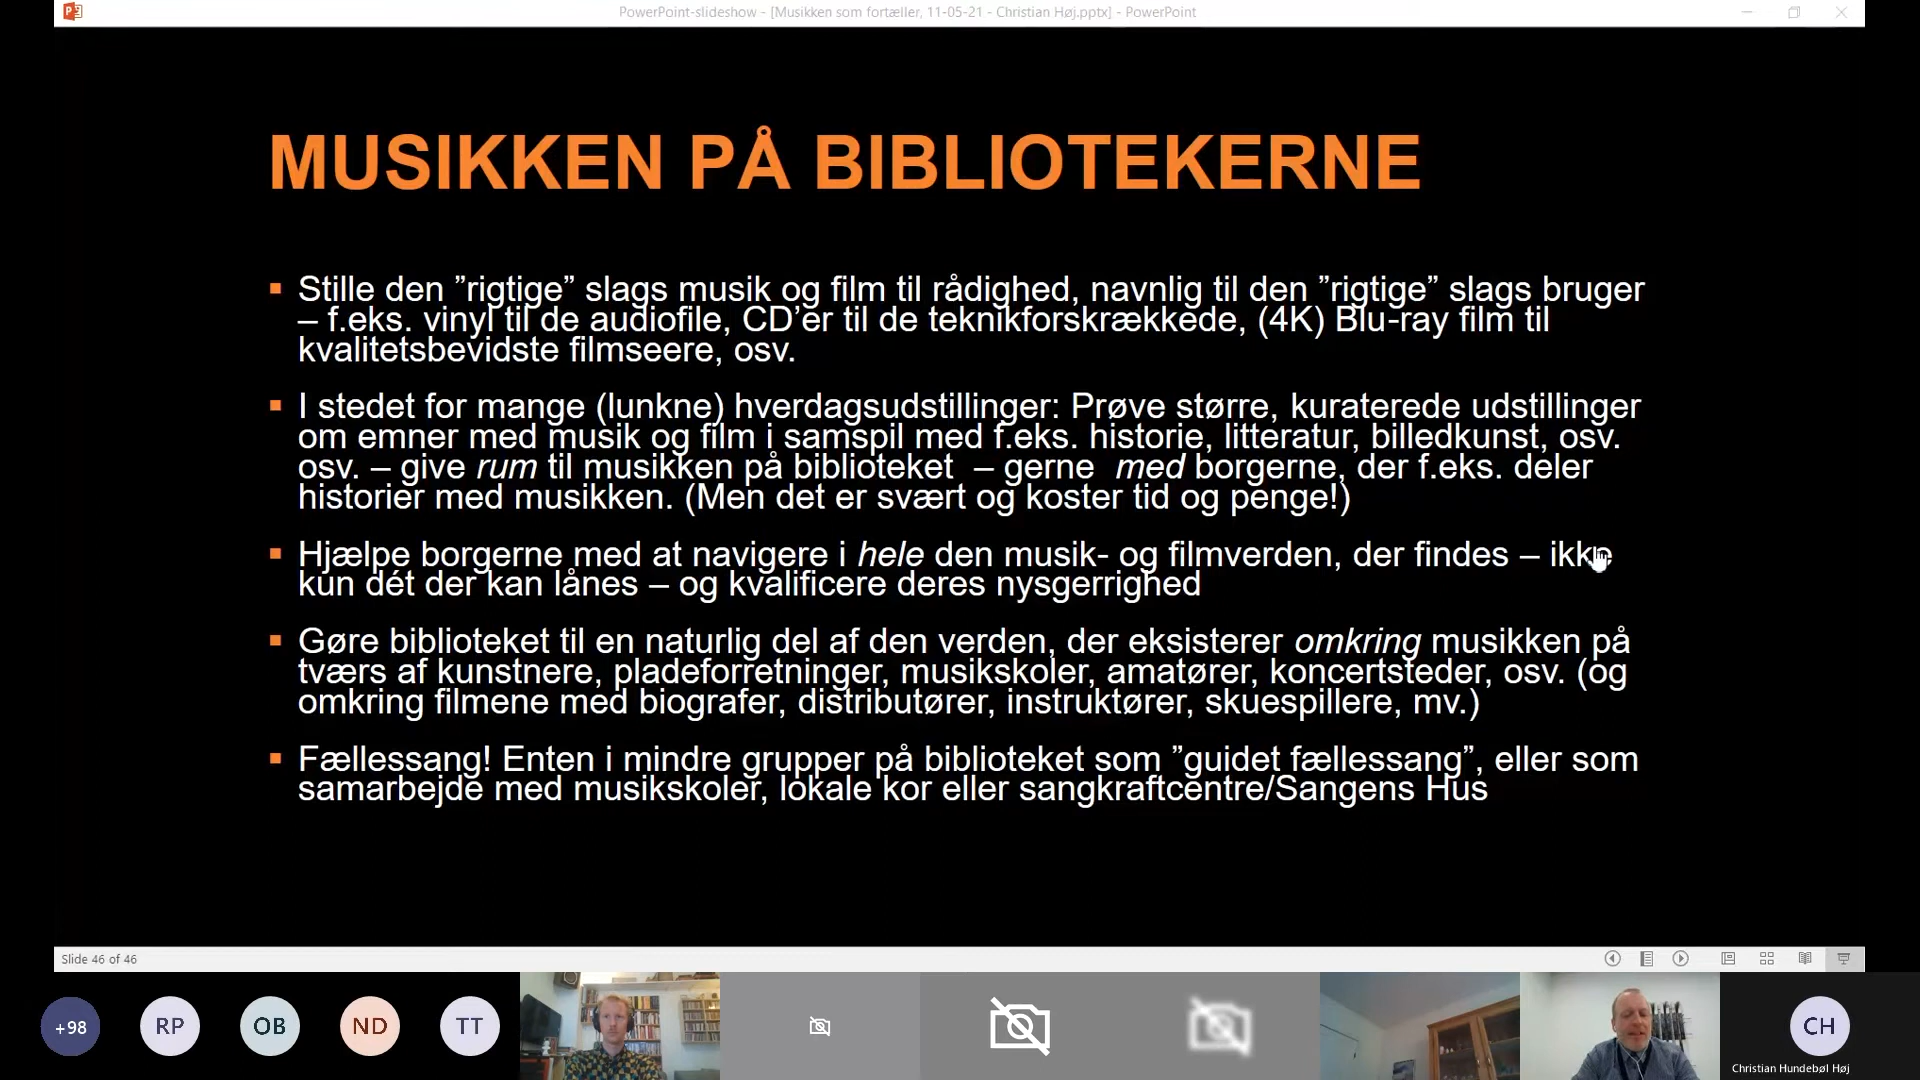 PowerPoint-slideshow - [Musikken som fortæller, 11-05-21 - Christian Høj.pptx] - PowerPoint
MUSIKKEN PÅ BIBLIOTEKERNE
Stille den ”rigtige” slags musik og film til rådighed, navnlig til den ”rigtige” slags bruger
– f.eks. vinyl til de audiofile, CD’er til de teknikforskrækkede, (4K) Blu-ray film til
kvalitetsbevidste filmseere, osv.
I stedet for mange (lunkne) hverdagsudstillinger: Prøve større, kuraterede udstillinger
om emner med musik og film i samspil med f.eks. historie, litteratur, billedkunst, osv.
osv. – give rum til musikken på biblioteket – gerne med borgerne, der f.eks. deler
historier med musikken. (Men det er svært og koster tid og penge!)
Hjælpe borgerne med at navigere i hele den musik- og filmverden, der findes – ikke
kun dét der kan lånes – og kvalificere deres nysgerrighed
Gøre biblioteket til en naturlig del af den verden, der eksisterer omkring musikken på
tværs af kunstnere, pladeforretninger, musikskoler, amatører, koncertsteder, osv. (og
omkring filmene med biografer, distributører, instruktører, skuespillere, mv.)
Fællessang! Enten i mindre grupper på biblioteket som ”guidet fællessang”, eller som
samarbejde med musikskoler, lokale kor eller sangkraftcentre/Sangens Hus
Slide 46 of 46
+98 RP OB ND TT CH
Christian Hundebøl Høj